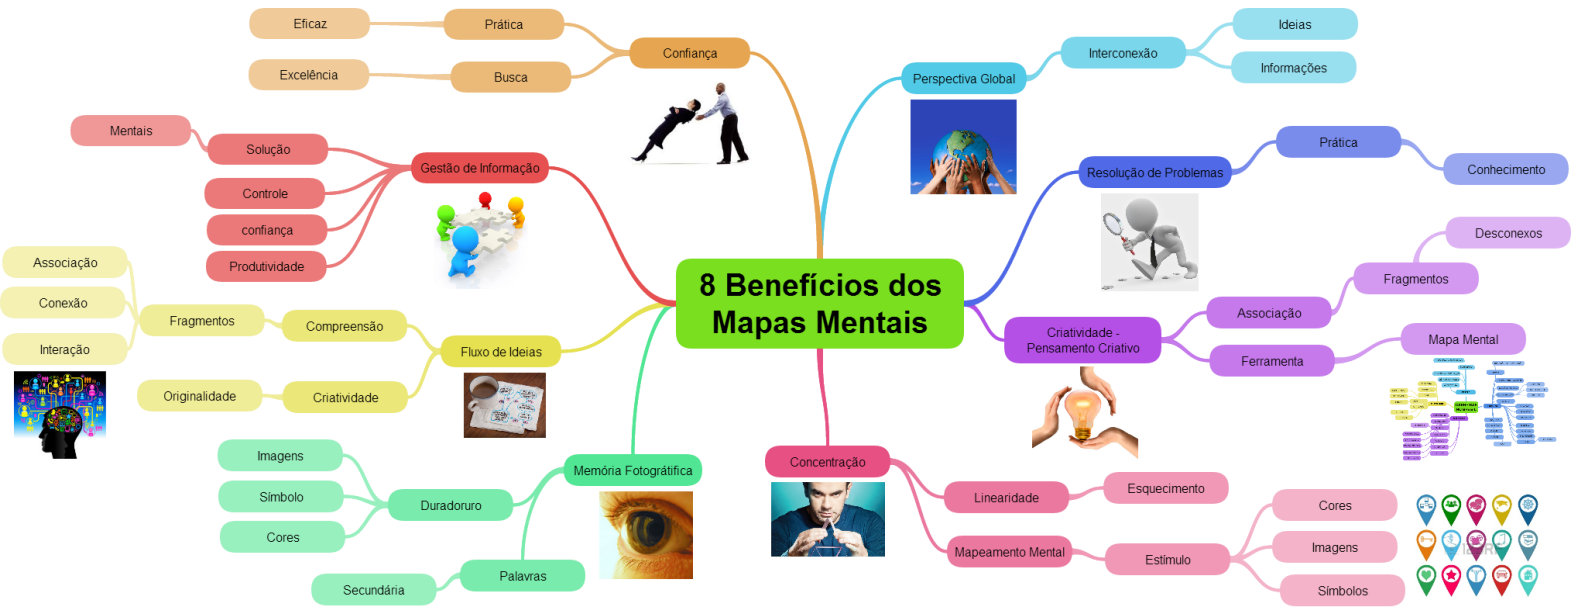 8 Benefícios dos
Mapas Mentais
Perspectiva Global
Interconexão
Ideias
Informações
Resolução de Problemas
Prática
Conhecimento
Criatividade -
Pensamento Criativo
Associação
Fragmentos
Desconexos
Ferramenta
Mapa Mental
Concentração
Linearidade
Esquecimento
Mapeamento Mental
Estímulo
Cores
Imagens
Símbolos
Memória Fotográtifica
Duradoruro
Imagens
Símbolo
Cores
Palavras
Secundária
Fluxo de Ideias
Compreensão
Fragmentos
Associação
Conexão
Interação
Criatividade
Originalidade
Gestão de Informação
Solução
Mentais
Controle
confiança
Produtividade
Confiança
Prática
Eficaz
Busca
Excelência